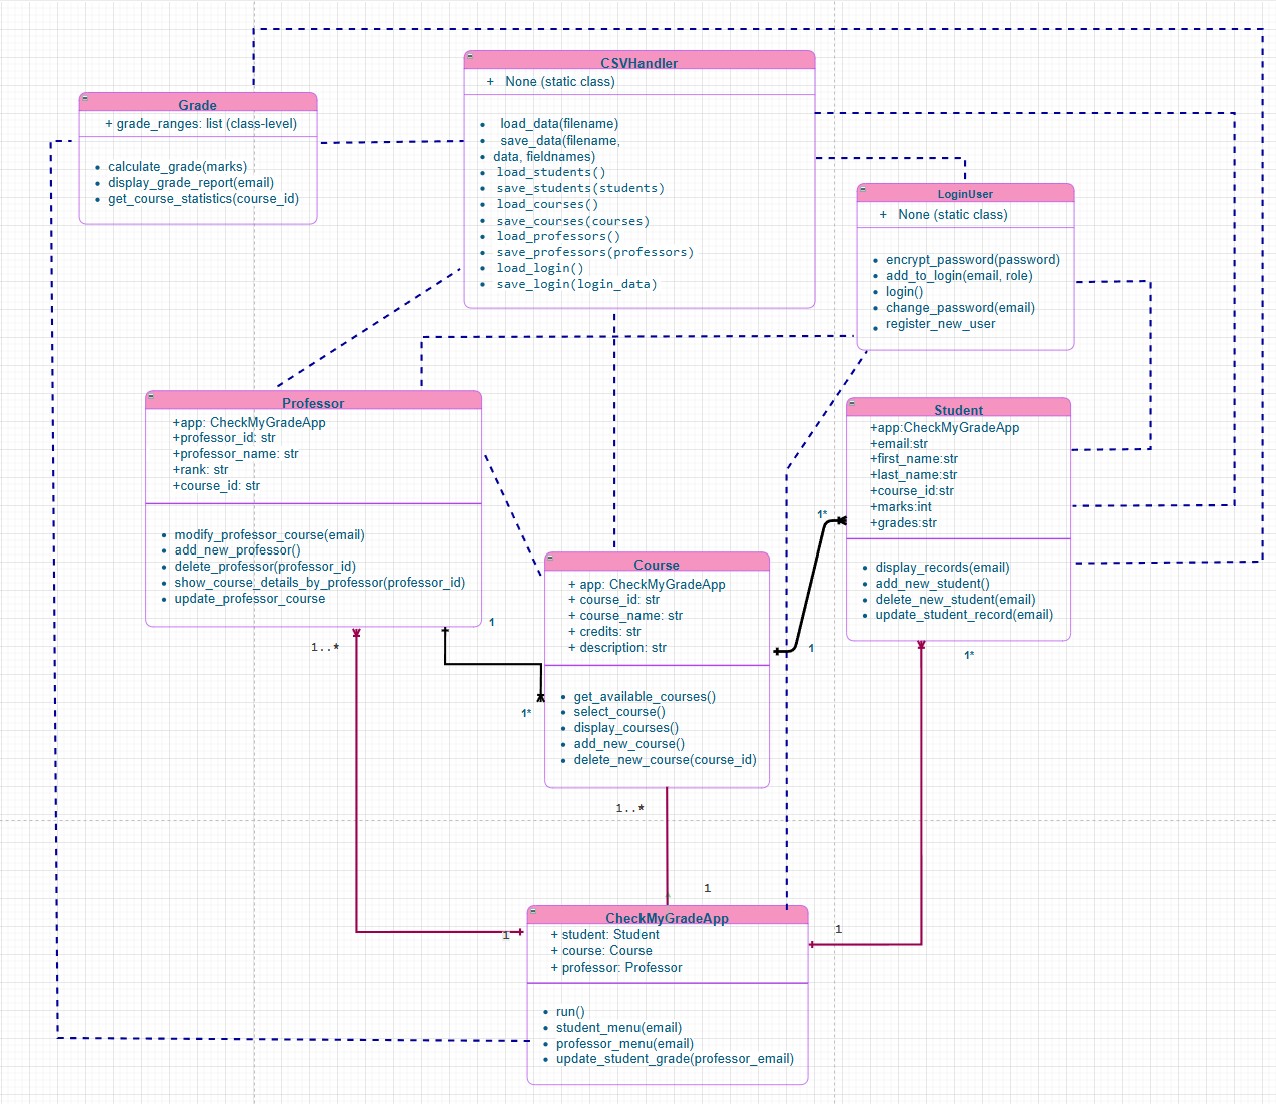 CSVHandler
+ None (static class)
load_data(filename)
save_data(filename,
data, fieldnames)
load_students()
save_students(students)
load_courses()
save_courses(courses)
load_professors()
save_professors(professors)
load_login()
save_login(login_data)
Grade
+ grade_ranges: list (class-level)
calculate_grade(marks)
display_grade_report(email)
get_course_statistics(course_id)
LoginUser
+ None (static class)
encrypt_password(password)
add_to_login(email, role)
login()
change_password(email)
register_new_user
Professor
+app: CheckMyGradeApp
+professor_id: str
+professor_name: str
+rank: str
+course_id: str
modify_professor_course(email)
add_new_professor()
delete_professor(professor_id)
show_course_details_by_professor(professor_id)
update_professor_course
Student
+app:CheckMyGradeApp
+email:str
+first_name:str
+last_name:str
+course_id:str
+marks:int
+grades:str
display_records(email)
add_new_student()
delete_new_student(email)
update_student_record(email)
1*
Course
+ app: CheckMyGradeApp
+ course_id: str
+ course_name: str
+ credits: str
+ description: str
get_available_courses()
select_course()
display_courses()
add_new_course()
delete_new_course(course_id)
1
1..*
1
1*
1*
1..*
1
CheckMyGradeApp
+ student: Student
+ course: Course
+ professor: Professor
run()
student_menu(email)
professor_menu(email)
update_student_grade(professor_email)
1
1